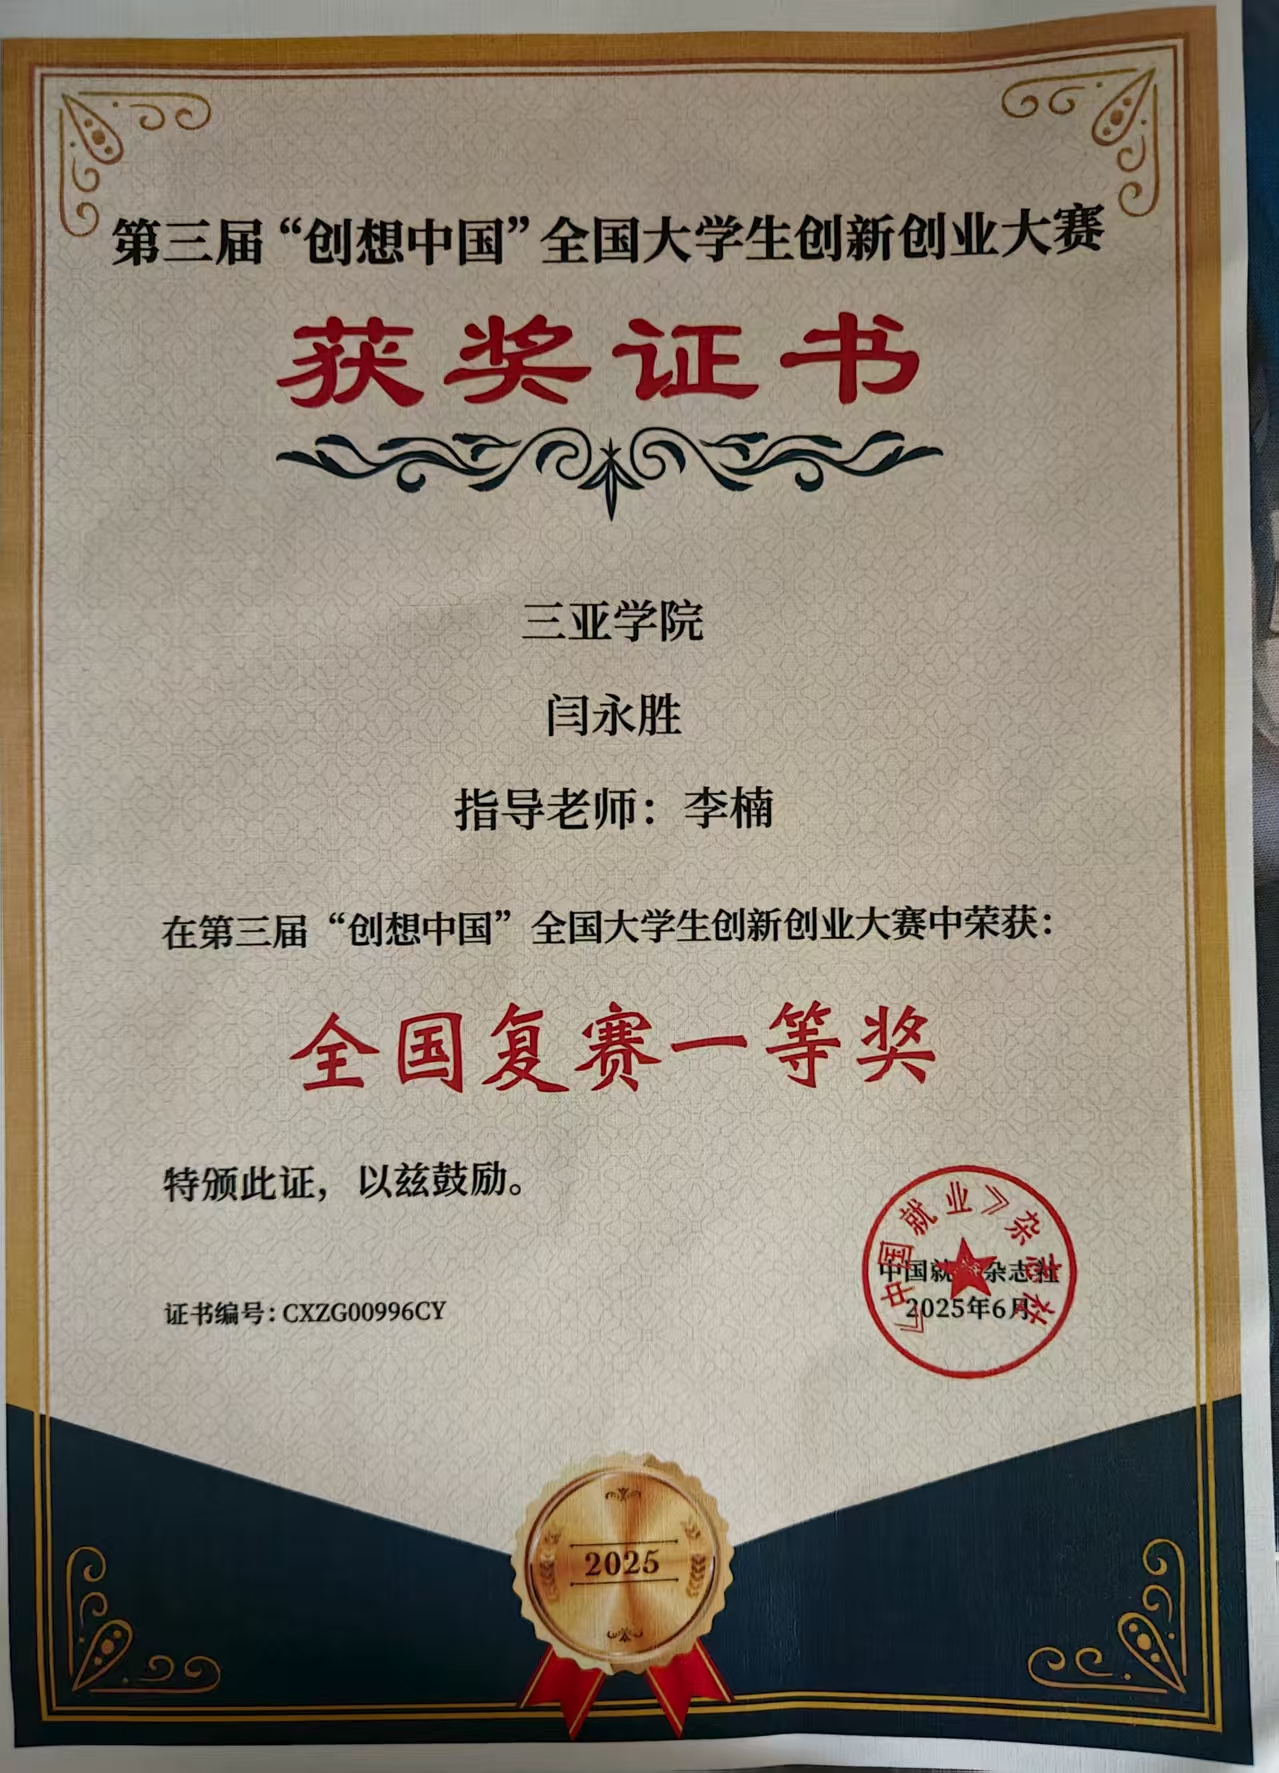 第三届“创想中国”全国大学生创新创业大赛
获奖证书
三亚学院
闫永胜
指导老师：李楠
在第三届“创想中国”全国大学生创新创业大赛中荣获：
全国复赛一等奖
特颁此证，以兹鼓励。
《中国就业》杂志社
中国就业杂志社
2025年6月
证书编号：CXZG00996CY
2025